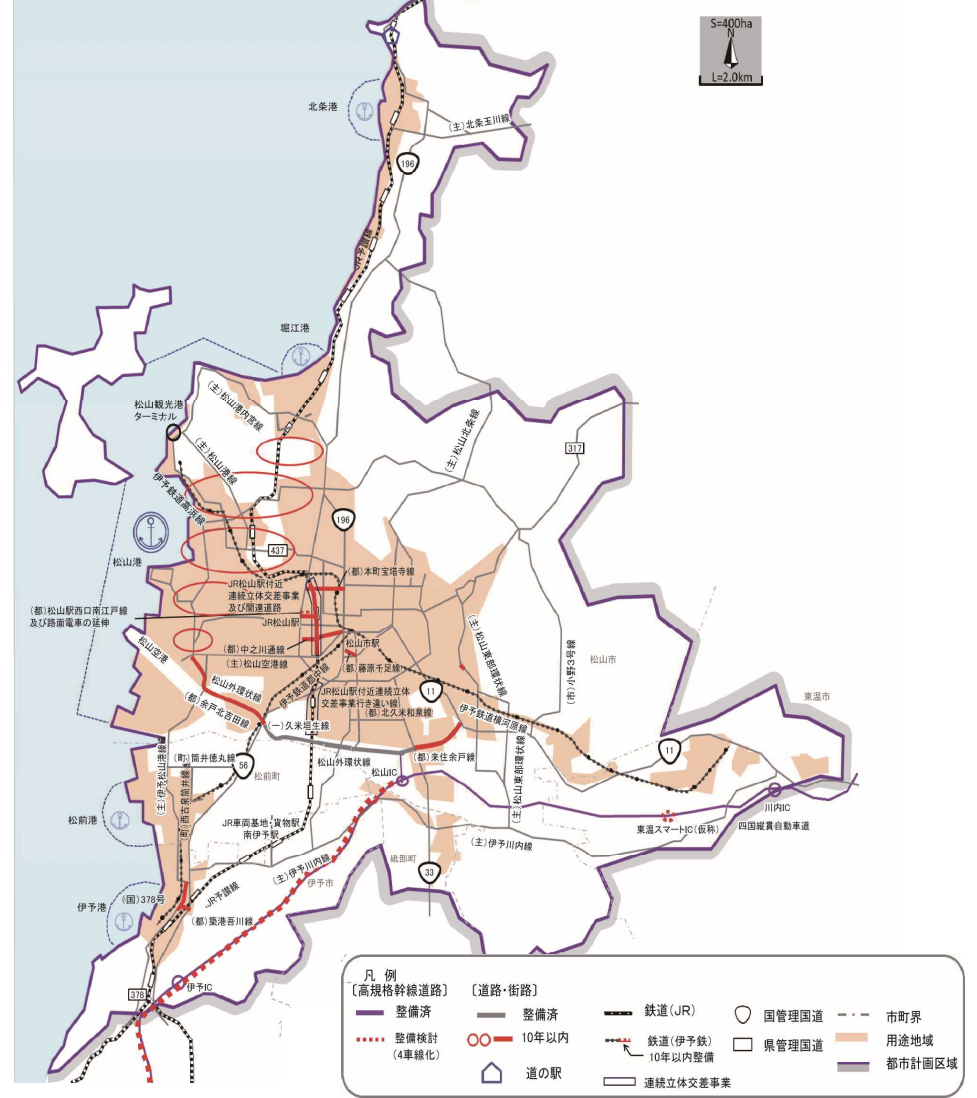 S=400ha
N
L=2.0km
北条港
(主)北条玉川線
196
JR予讃線
堀江港
松山観光港
ターミナル
(主)松山港内宮線
(主)松山港線
(主)松山北条線
317
伊予鉄道高浜線
196
松山港
437
(都)本町宝塔寺線
JR松山駅付近
連続立体交差事業
及び関連道路
(都)松山駅西口南江戸線
及び路面電車の延伸
JR松山駅
松山空港
(都)中之川通線
松山市駅
(主)松山空港線
(都)藤原千足線
(主)松山東部環状線
(市)小野3号線
松山市
東温市
松山外環状線
伊予鉄道郡中線
JR松山駅付近連続立体
交差事業行き違い線
11
(都)余戸北吉田線
(都)北久米和泉線
伊予鉄道横河原線
(一)久米垣生線
(町)筒井徳丸線
56
松前町
松山外環状線
(都)来住余戸線
11
松山IC
(主)伊予松山港線
(町)西古泉筒井線
(主)松山東部環状線
川内IC
松前港
JR車両基地・貨物駅
南伊予駅
東温スマートIC(仮称)
四国縦貫自動車道
(主)伊予川内線
砥部町
(主)伊予川内線
33
伊予市
伊予港
(国)378号
JR予讃線
(都)築港吾川線
伊予IC
378
凡 例
〔高規格幹線道路〕
整備済
整備検討
(4車線化)
〔道路・街路〕
整備済
10年以内
道の駅
鉄道(JR)
鉄道(伊予鉄)
10年以内整備
連続立体交差事業
国管理国道
県管理国道
市町界
用途地域
都市計画区域